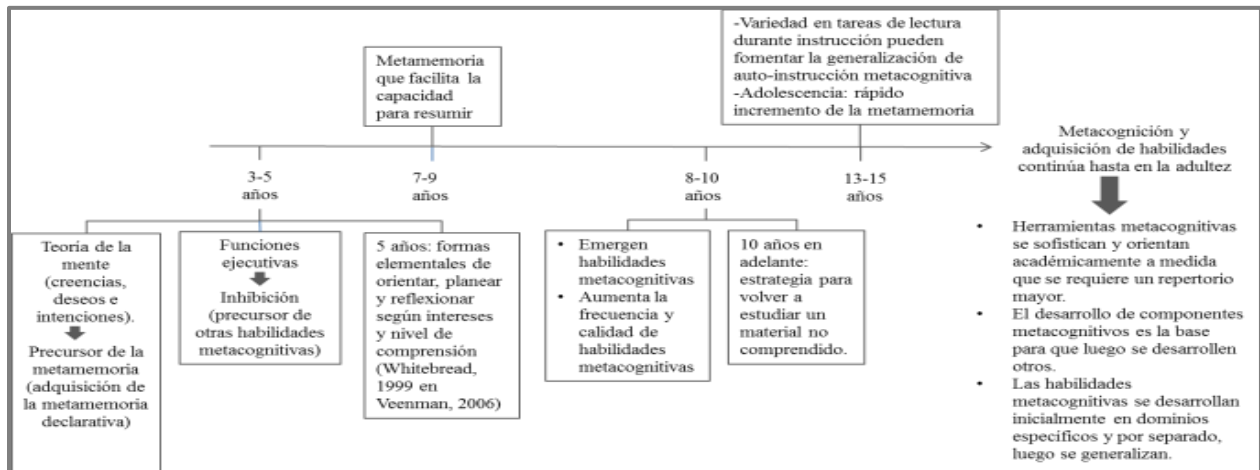 Metamemoria
que facilita la
capacidad
para resumir
-Variedad en tareas de lectura
durante instrucción pueden
fomentar la generalización de
auto-instrucción metacognitiva
-Adolescencia: rápido
incremento de la metamemoria
3-5
años
7-9
años
8-10
años
13-15
años
Teoría de la
mente
(creencias,
deseos e
intenciones).
Precursor de la
metamemoria
(adquisición de
la metamemoria
declarativa)
Funciones
ejecutivas
Inhibición
(precursor de
otras habilidades
metacognitivas)
5 años: formas
elementales de
orientar, planear
y reflexionar
según intereses
y nivel de
comprensión
(Whitebread,
1999 en
Veenman, 2006)
• Emergen
habilidades
metacognitivas
• Aumenta la
frecuencia y
calidad de
habilidades
metacognitivas
10 años en
adelante:
estrategia para
volver a
estudiar un
material no
comprendido.
Metacognición y
adquisición de habilidades
continúa hasta en la adultez
• Herramientas metacognitivas
se sofistican y orientan
académicamente a medida
que se requiere un repertorio
mayor.
• El desarrollo de componentes
metacognitivos es la base
para que luego se desarrollen
otros.
• Las habilidades
metacognitivas se desarrollan
inicialmente en dominios
específicos y por separado,
luego se generalizan.